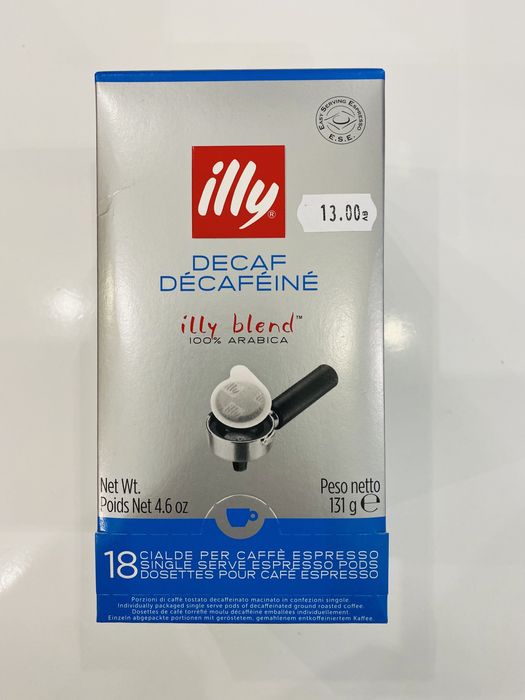 EASY SERVING ESPRESSO
E.S.E.
illy®
13.00
DECAF
DÉCAFÉINÉ
illy blend™
100% ARABICA
illy
Net Wt.
Poids Net 4.6 oz
Peso netto
131 g ℮
18 CIALDE PER CAFFÈ ESPRESSO
SINGLE SERVE ESPRESSO PODS
DOSETTES POUR CAFÉ ESPRESSO
Porzioni di caffè tostato decaffeinato macinato in confezioni singole.
Individually packaged single serve pods of decaffeinated ground roasted coffee.
Dosettes de café torréfié moulu décaféiné emballées individuellement.
Einzeln abgepackte portionen mit geröstetem, gemahlenem entkoffeiniertem Kaffee.